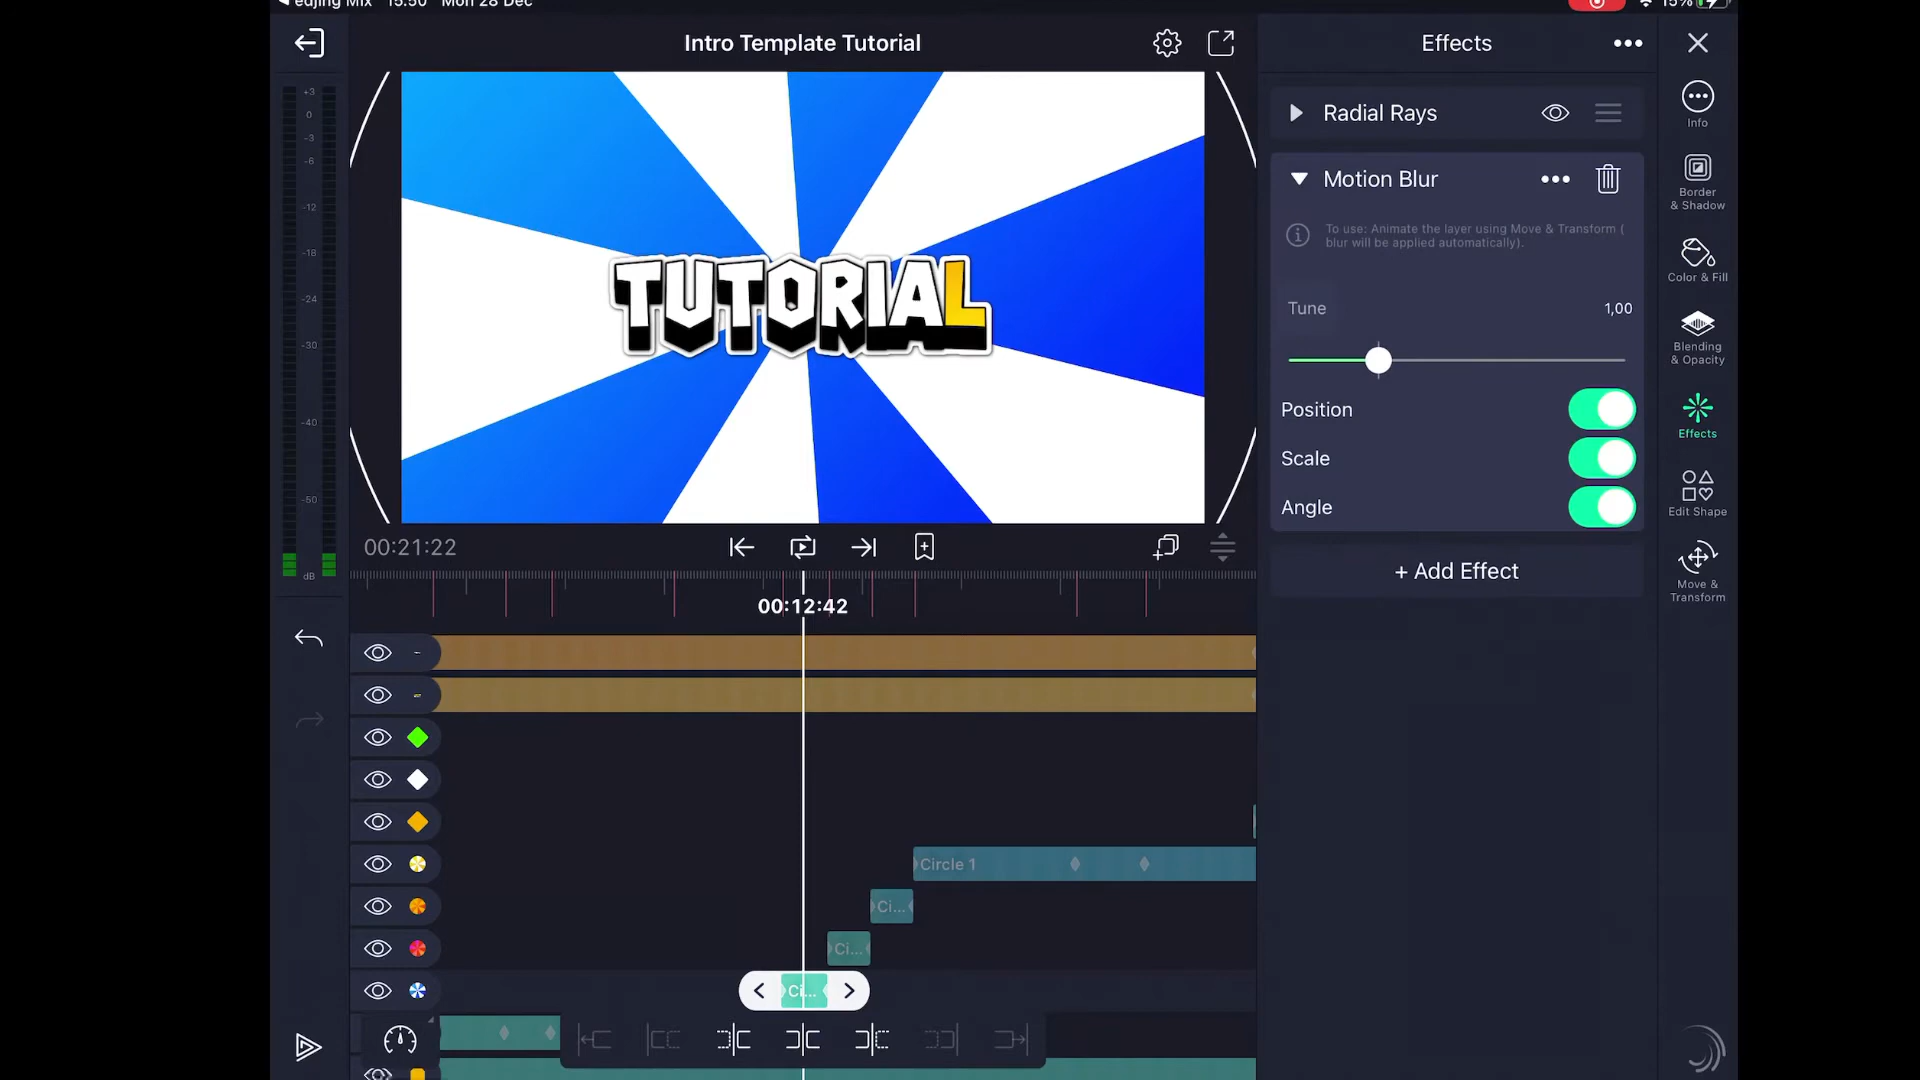 edjing Mix 15:50 Mon 28 Dec
15%
Intro Template Tutorial
Effects
+3
0
-3
-6
-12
-18
-24
-30
-40
-50
dB
TUTORIAL
Radial Rays
Motion Blur
To use: Animate the layer using Move & Transform (
blur will be applied automatically).
Tune
1,00
Position
Scale
Angle
+ Add Effect
Info
Border
& Shadow
Color & Fill
Blending
& Opacity
Effects
Edit Shape
Move &
Transform
00:21:22
00:12:42
Circle 1
Ci...
Ci...
Ci...